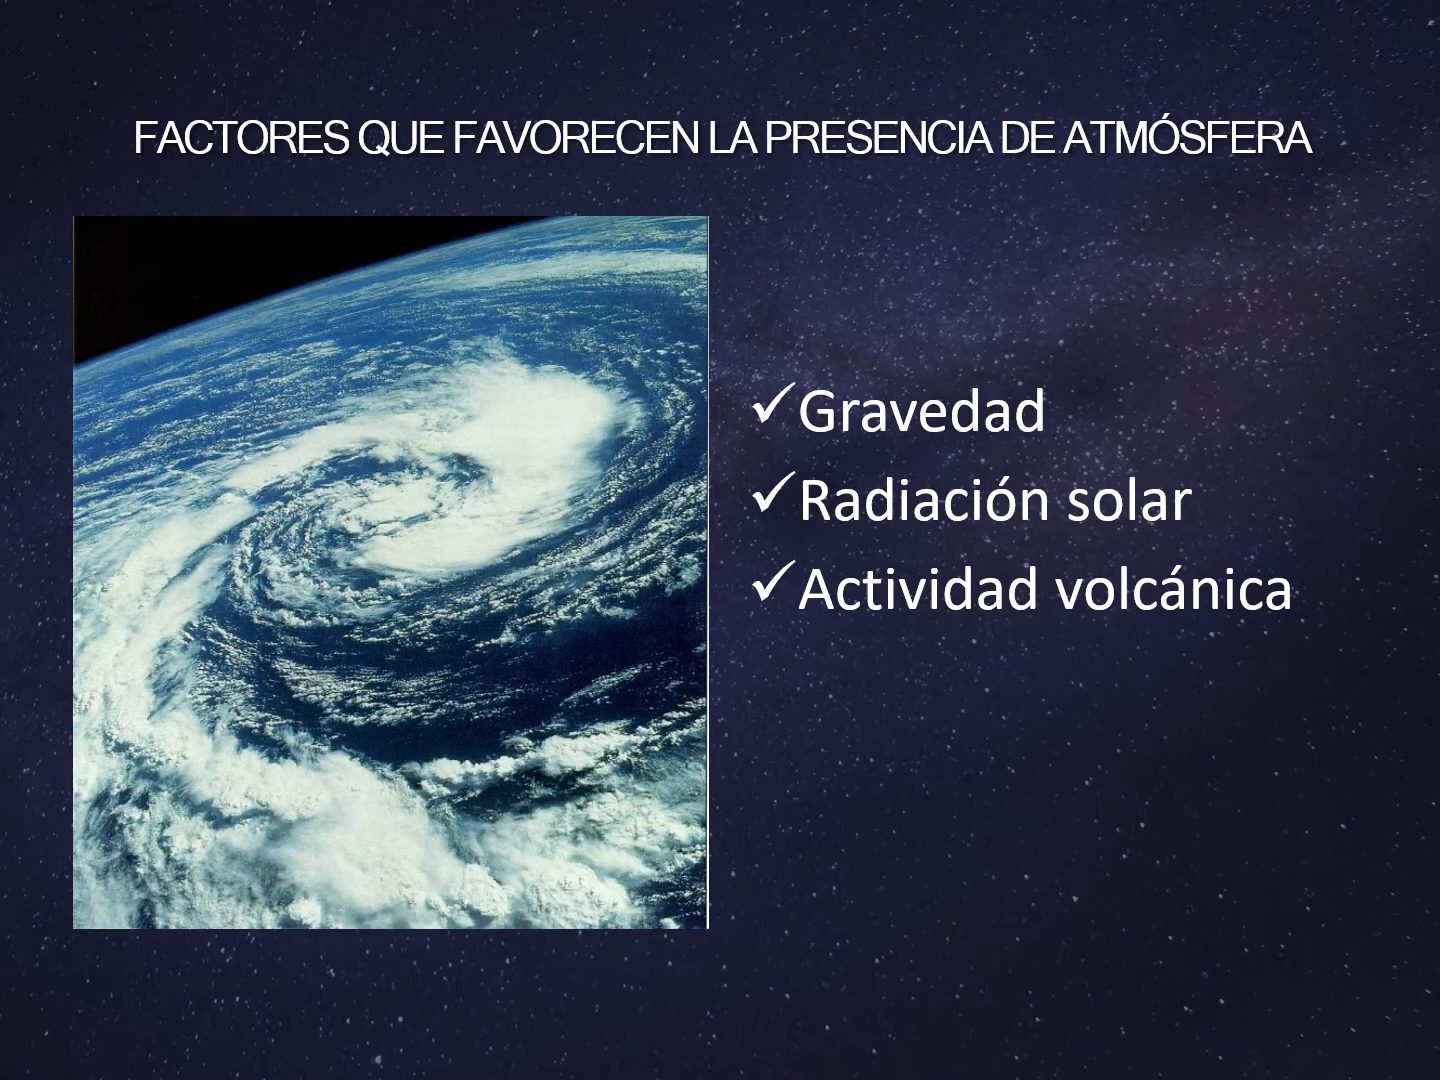 FACTORES QUE FAVORECEN LA PRESENCIA DE ATMÓSFERA
✓Gravedad
✓Radiación solar
✓Actividad volcánica